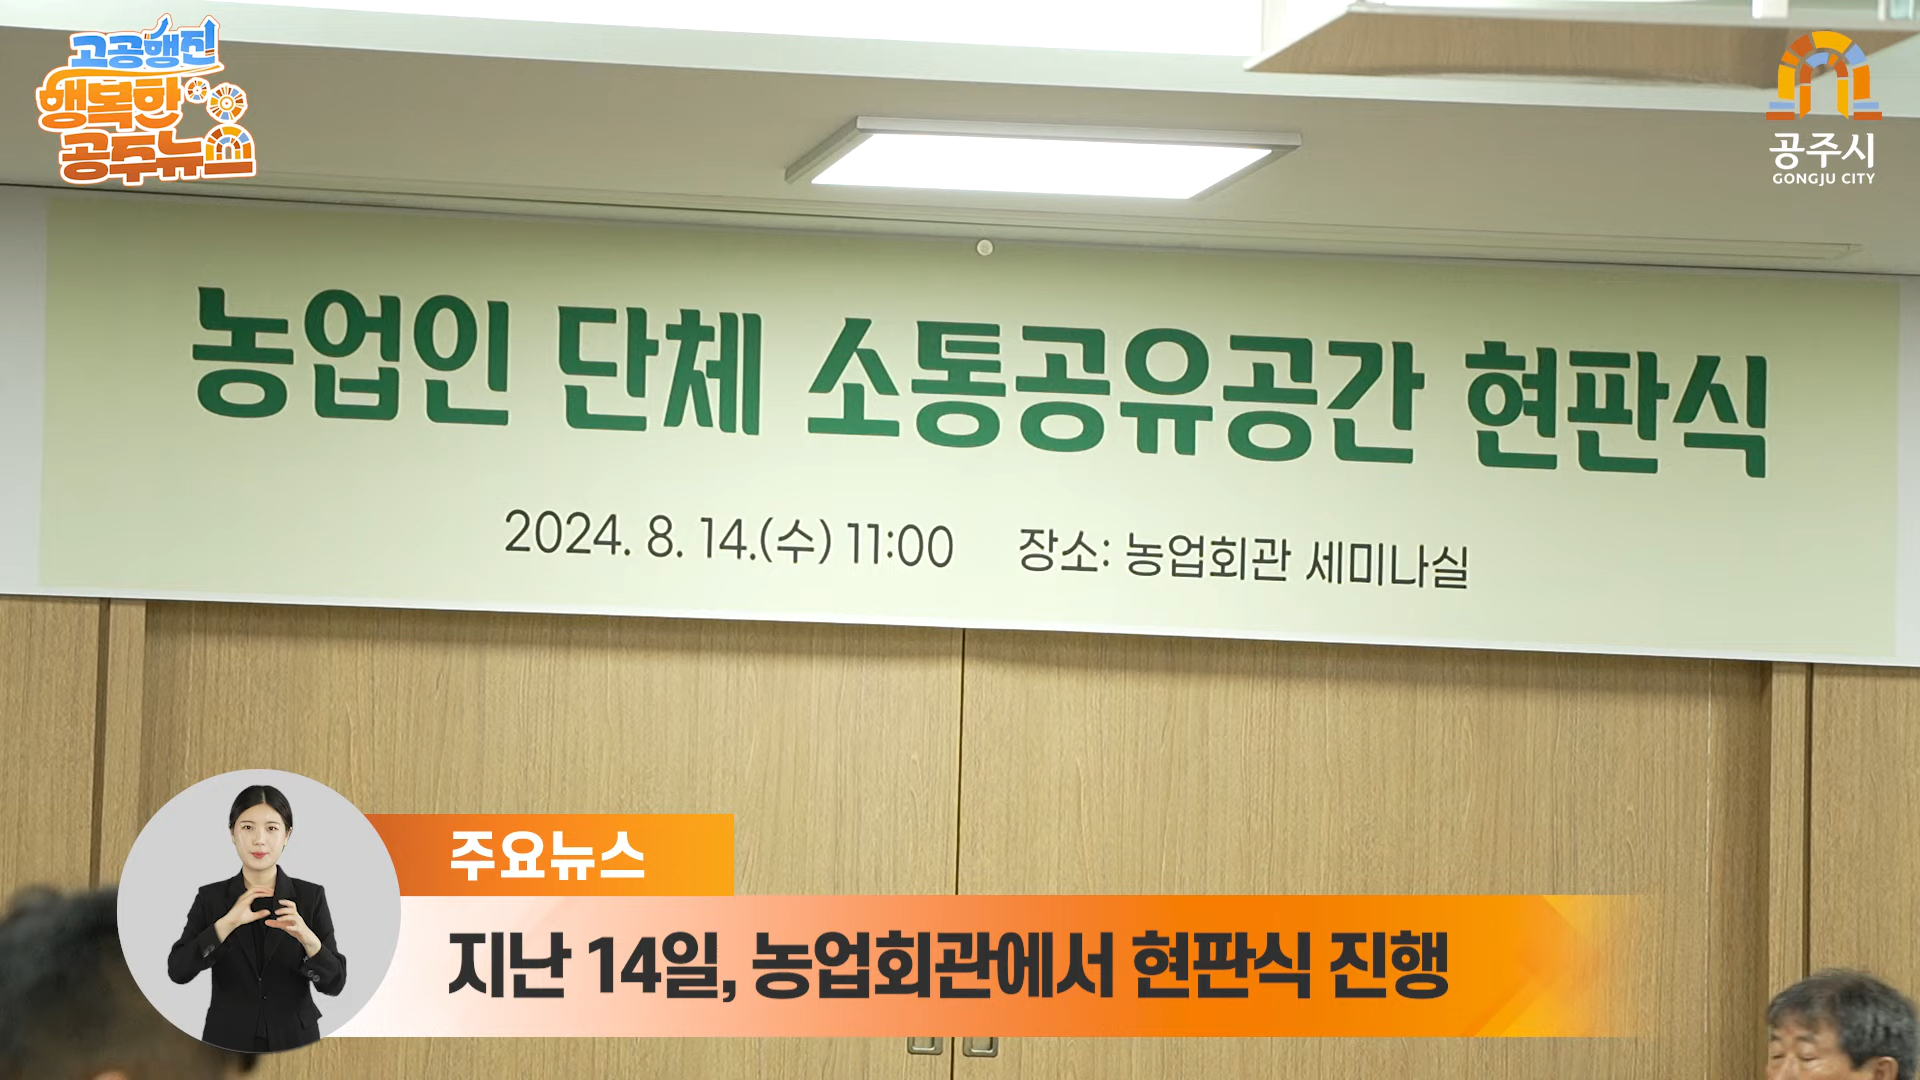 고공행진
행복한
공주뉴스
공주시
GONGJU CITY
농업인 단체 소통공유공간 현판식
2024. 8. 14.(수) 11:00 장소: 농업회관 세미나실
주요뉴스
지난 14일, 농업회관에서 현판식 진행